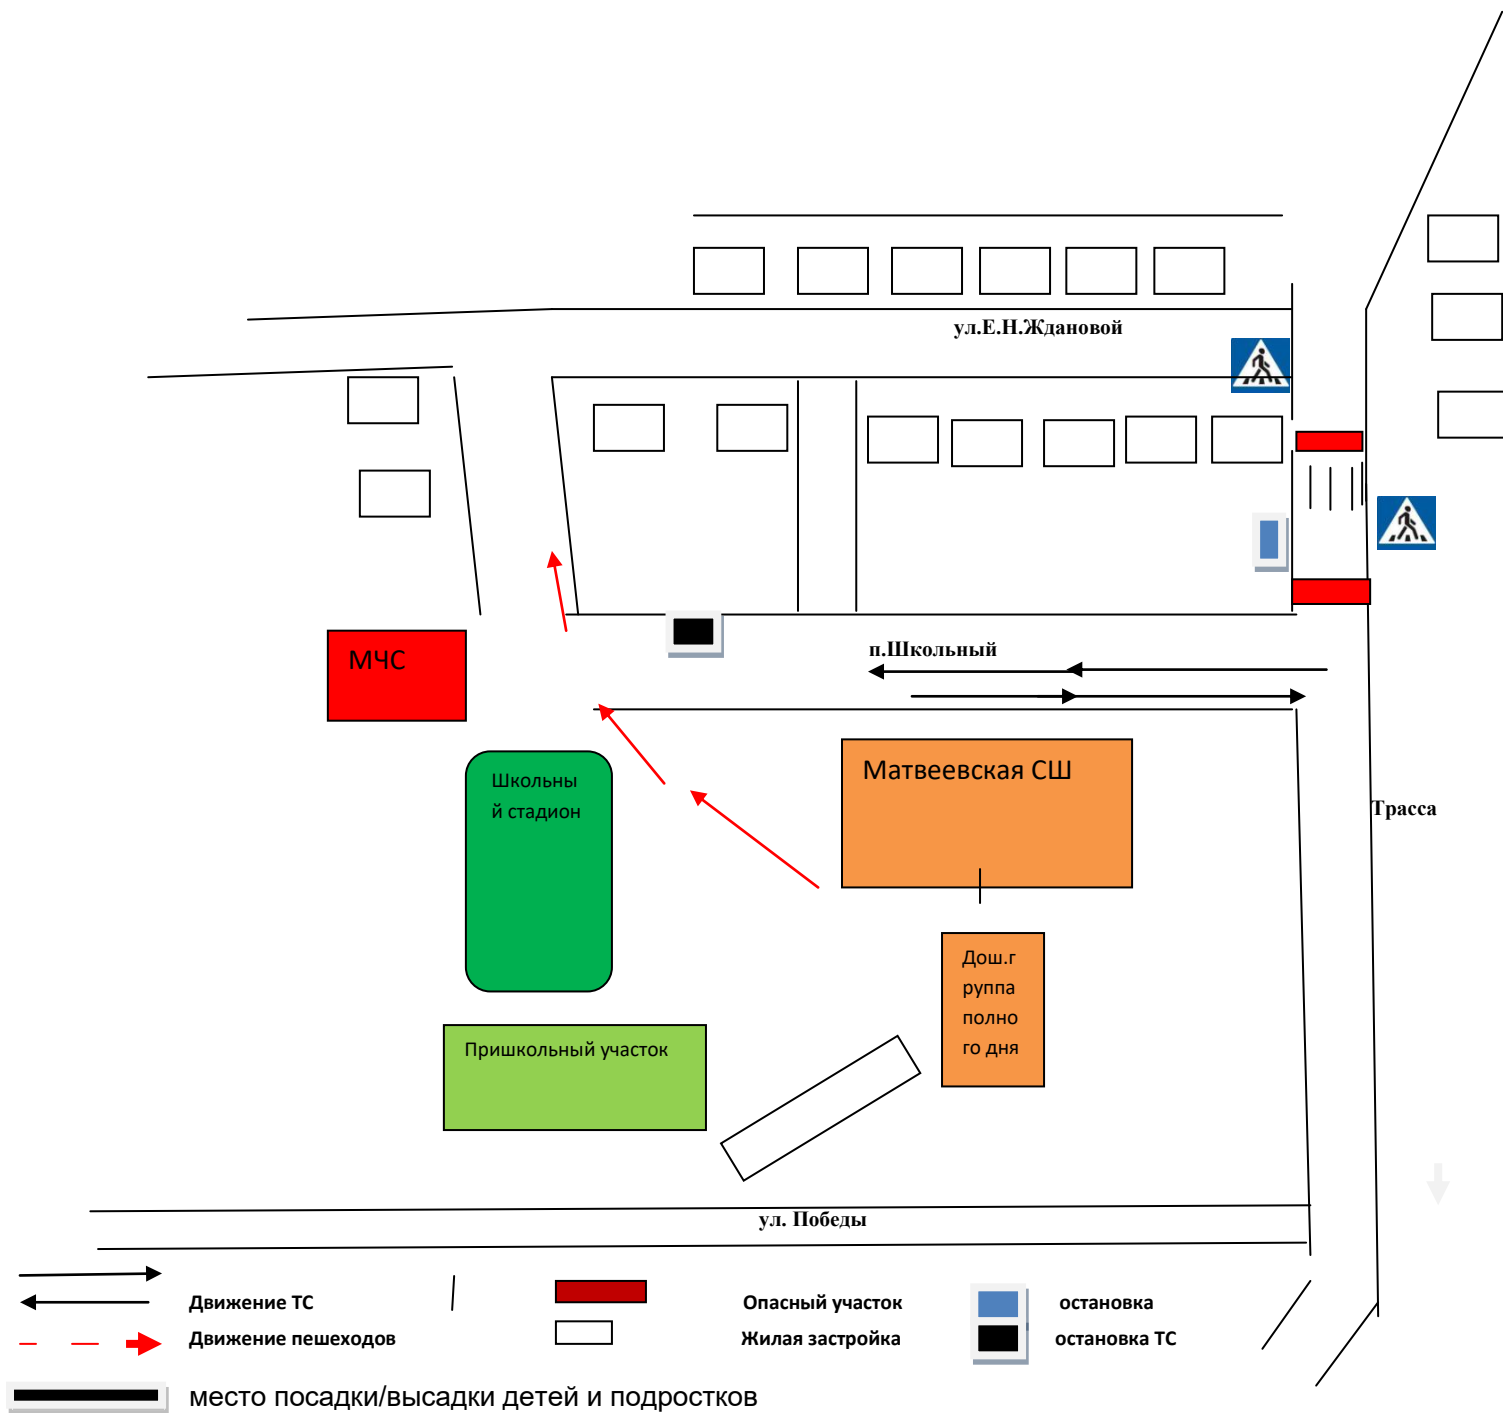 ул.Е.Н.Ждановой
п.Школьный
МЧС
Матвеевская СШ
Школьны
й стадион
Трасса
Дош.г
руппа
полно
го дня
Пришкольный участок
ул. Победы
Движение ТС
Опасный участок
остановка
Движение пешеходов
Жилая застройка
остановка ТС
место посадки/высадки детей и подростков